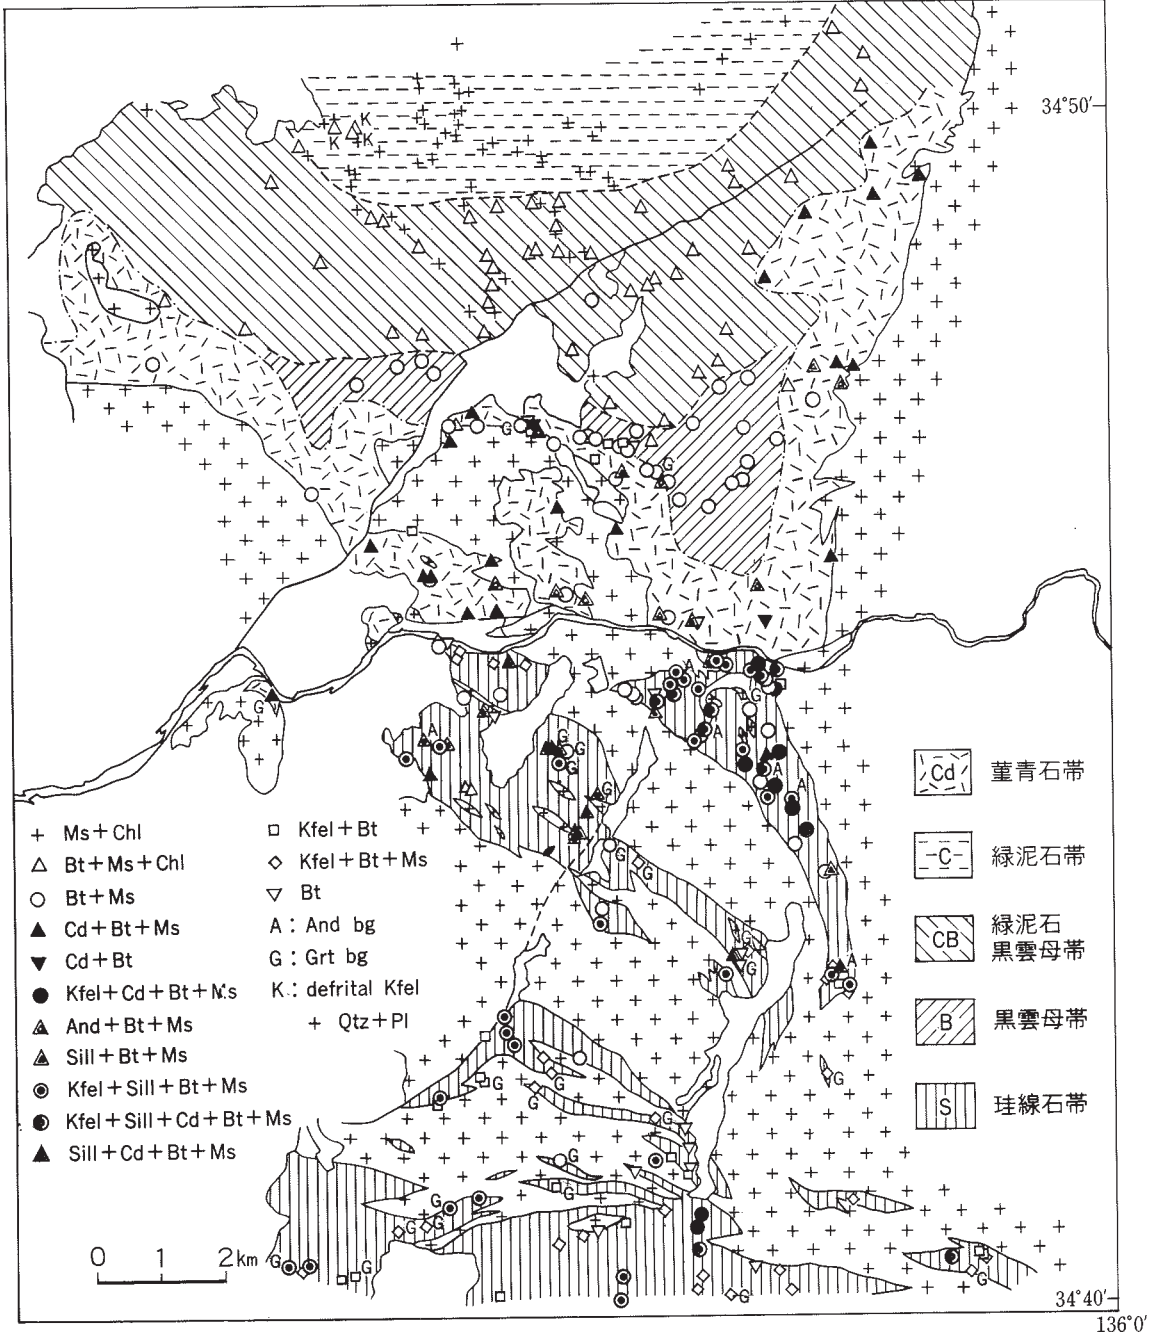 34°50'
K
K
K
G
G
G
A
G
A
A
G
G
G
G
A
A
G
G
G
G
A
Cd 菫青石帯
-C- 緑泥石帯
CB 緑泥石
黒雲母帯
B 黒雲母帯
S 珪線石帯
+ Ms+Chl
△ Bt+Ms+Chl
○ Bt+Ms
▲ Cd+Bt+Ms
▼ Cd+Bt
● Kfel+Cd+Bt+Ms
And+Bt+Ms
Sill+Bt+Ms
Kfel+Sill+Bt+Ms
Kfel+Sill+Cd+Bt+Ms
Sill+Cd+Bt+Ms
□ Kfel+Bt
◇ Kfel+Bt+Ms
▽ Bt
A : And bg
G : Grt bg
K : defrital Kfel
+ Qtz+Pl
G
G
G
G
G
G
G
G
G
G
G
G
G
G
0 1 2km
34°40'
136°0'